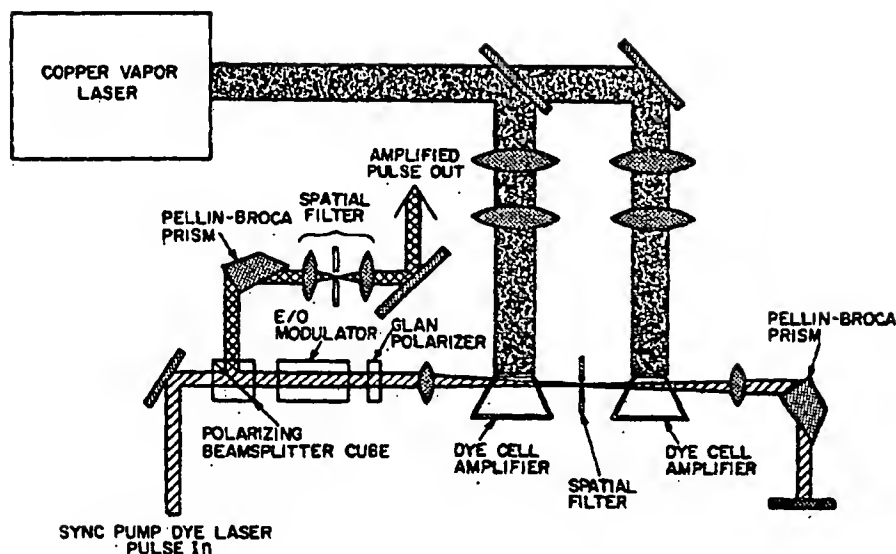 COPPER VAPOR
LASER
AMPLIFIED
PULSE OUT
SPATIAL
FILTER
PELLIN-BROCA
PRISM
E/O
MODULATOR
GLAN
POLARIZER
PELLIN-BROCA
PRISM
POLARIZING
BEAMSPLITTER CUBE
DYE CELL
AMPLIFIER
SPATIAL
FILTER
DYE CELL
AMPLIFIER
SYNC PUMP DYE LASER
PULSE In